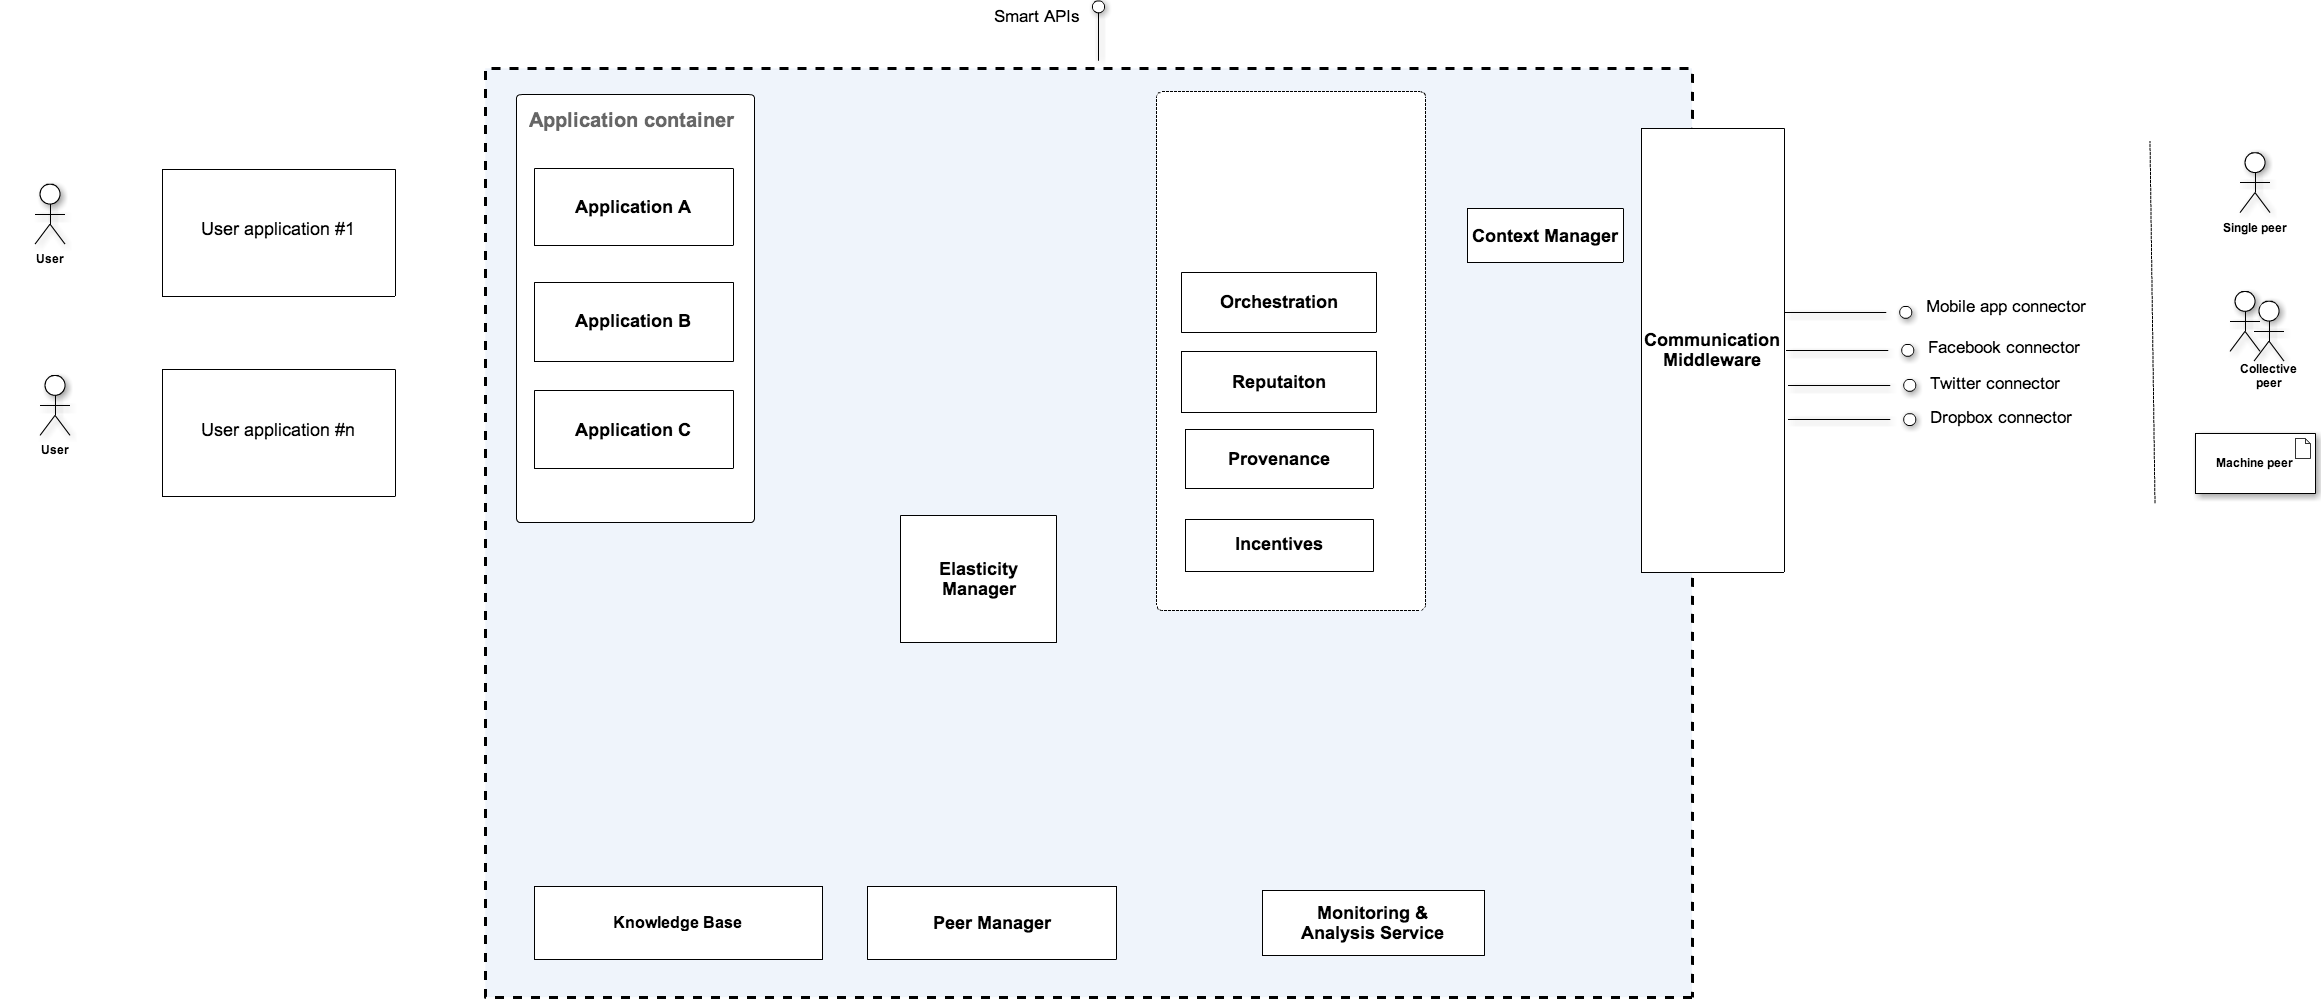 Smart APIs
Application container
Application A
Application B
Application C
User
User application #1
User
User application #n
Elasticity
Manager
Orchestration
Reputaiton
Provenance
Incentives
Context Manager
Communication
Middleware
Mobile app connector
Facebook connector
Twitter connector
Dropbox connector
Single peer
Collective
peer
Machine peer
Knowledge Base
Peer Manager
Monitoring &
Analysis Service